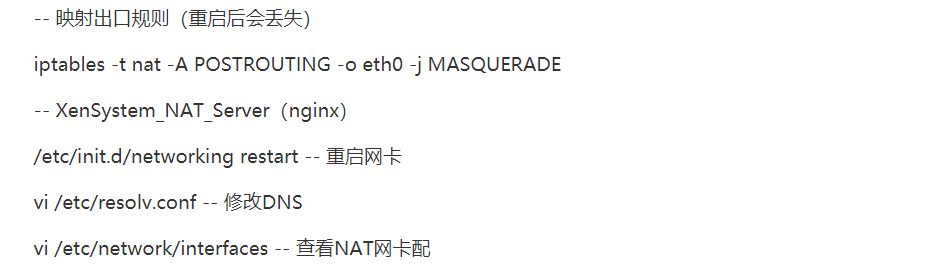 -- 映射出口规则（重启后会丢失）
iptables -t nat -A POSTROUTING -o eth0 -j MASQUERADE
-- XenSystem_NAT_Server（nginx）
/etc/init.d/networking restart -- 重启网卡
vi /etc/resolv.conf -- 修改DNS
vi /etc/network/interfaces -- 查看NAT网卡配